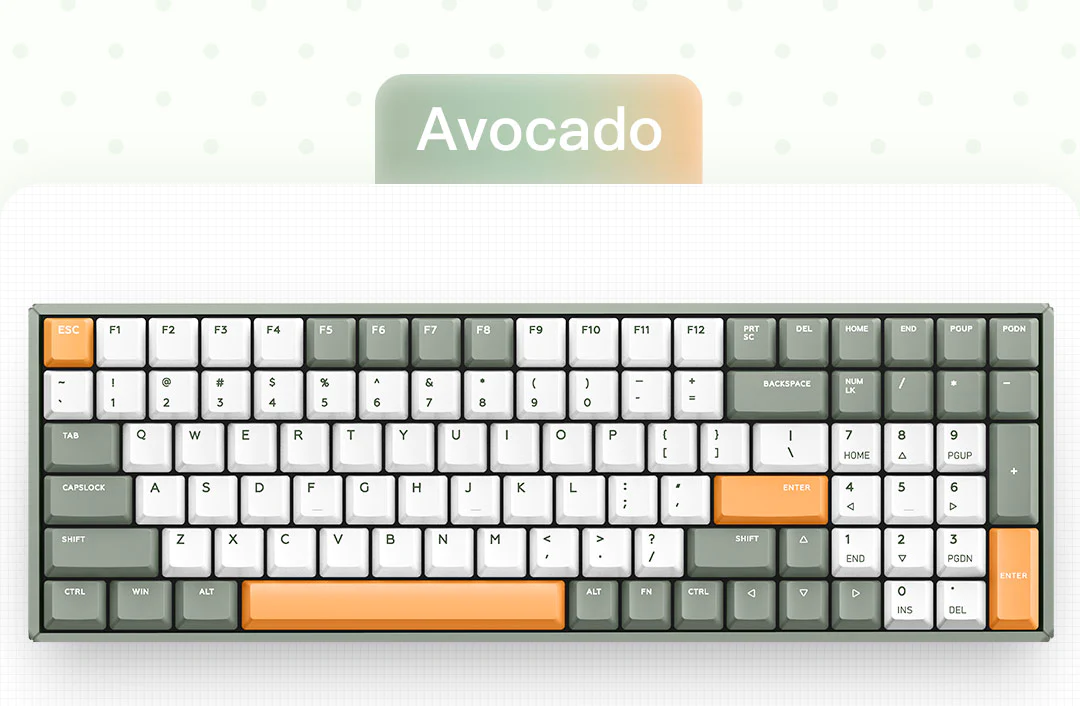 Avocado
ESC F1 F2 F3 F4 F5 F6 F7 F8 F9 F10 F11 F12 PRT SC DEL HOME END PGUP PGDN
~ ` ! 1 @ 2 # 3 $ 4 % 5 ^ 6 & 7 * 8 ( 9 ) 0 — - + = BACKSPACE NUM LK / * −
TAB Q W E R T Y U I O P { [ } ] | \ 7 HOME 8 △ 9 PGUP +
CAPSLOCK A S D F _ G H J _ K L : ; " ' ENTER 4 ◁ 5 _ 6 ▷
SHIFT Z X C V B N M < , > . ? / SHIFT △ 1 END 2 ▽ 3 PGDN ENTER
CTRL WIN ALT ALT FN CTRL ◁ ▽ ▷ 0 INS . DEL